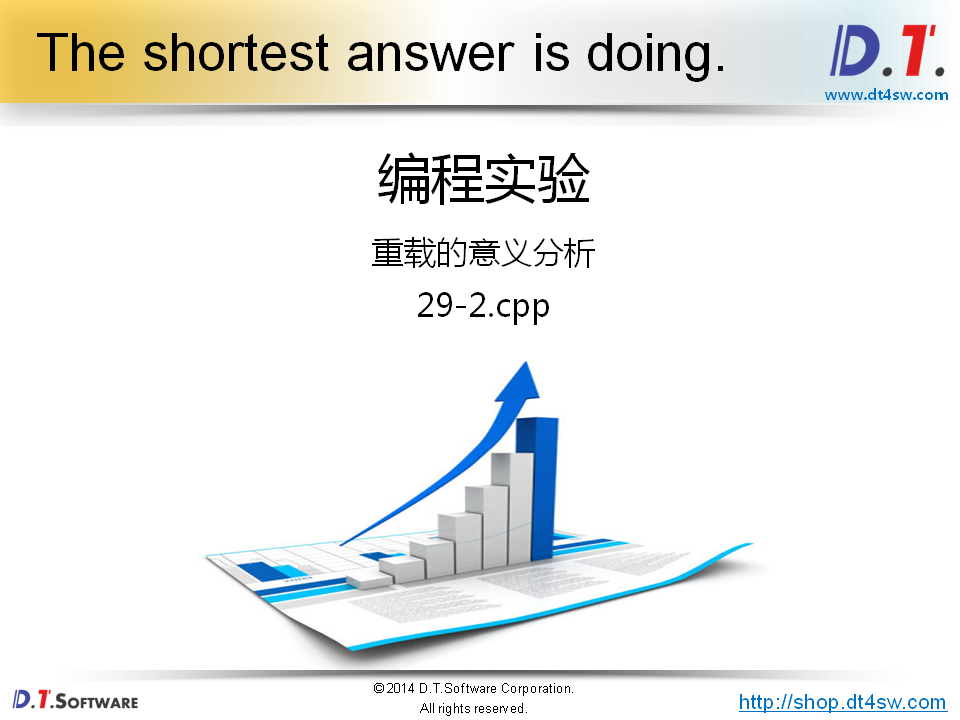 The shortest answer is doing.
D.T.
www.dt4sw.com
编程实验
重载的意义分析
29-2.cpp
2009
D.T.SOFTWARE
©2014 D.T.Software Corporation.
All rights reserved.
http://shop.dt4sw.com